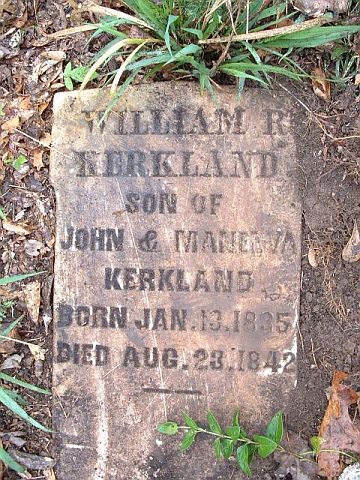 WILLIAM R
KERKLAND
SON OF
JOHN &
KERKLAND
BORN JAN. 13. 1835
DIED AUG. 23. 1842